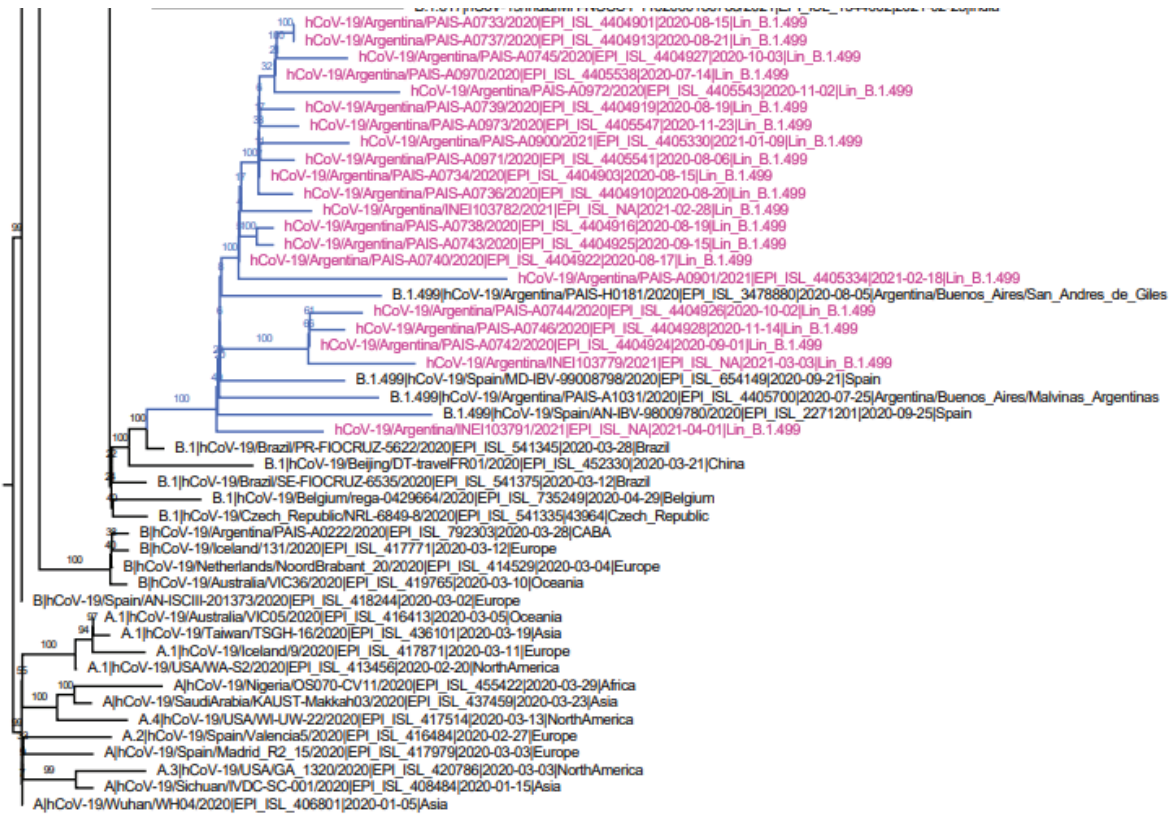 hCoV-19/Argentina/PAIS-A0733/2020|EPI_ISL_4404901|2020-08-15|Lin_B.1.499
hCoV-19/Argentina/PAIS-A0737/2020|EPI_ISL_4404913|2020-08-21|Lin_B.1.499
hCoV-19/Argentina/PAIS-A0745/2020|EPI_ISL_4404927|2020-10-03|Lin_B.1.499
hCoV-19/Argentina/PAIS-A0970/2020|EPI_ISL_4405538|2020-07-14|Lin_B.1.499
hCoV-19/Argentina/PAIS-A0972/2020|EPI_ISL_4405543|2020-11-02|Lin_B.1.499
hCoV-19/Argentina/PAIS-A0739/2020|EPI_ISL_4404919|2020-08-19|Lin_B.1.499
hCoV-19/Argentina/PAIS-A0973/2020|EPI_ISL_4405547|2020-11-23|Lin_B.1.499
hCoV-19/Argentina/PAIS-A0900/2021|EPI_ISL_4405330|2021-01-09|Lin_B.1.499
hCoV-19/Argentina/PAIS-A0971/2020|EPI_ISL_4405541|2020-08-06|Lin_B.1.499
hCoV-19/Argentina/PAIS-A0734/2020|EPI_ISL_4404903|2020-08-15|Lin_B.1.499
hCoV-19/Argentina/PAIS-A0736/2020|EPI_ISL_4404910|2020-08-20|Lin_B.1.499
hCoV-19/Argentina/INEI103782/2021|EPI_ISL_NA|2021-02-28|Lin_B.1.499
hCoV-19/Argentina/PAIS-A0738/2020|EPI_ISL_4404916|2020-08-19|Lin_B.1.499
hCoV-19/Argentina/PAIS-A0743/2020|EPI_ISL_4404925|2020-09-15|Lin_B.1.499
hCoV-19/Argentina/PAIS-A0740/2020|EPI_ISL_4404922|2020-08-17|Lin_B.1.499
hCoV-19/Argentina/PAIS-A0901/2021|EPI_ISL_4405334|2021-02-18|Lin_B.1.499
B.1.499|hCoV-19/Argentina/PAIS-H0181/2020|EPI_ISL_3478880|2020-08-05|Argentina/Buenos_Aires/San_Andres_de_Giles
hCoV-19/Argentina/PAIS-A0744/2020|EPI_ISL_4404926|2020-10-02|Lin_B.1.499
hCoV-19/Argentina/PAIS-A0746/2020|EPI_ISL_4404928|2020-11-14|Lin_B.1.499
100 hCoV-19/Argentina/PAIS-A0742/2020|EPI_ISL_4404924|2020-09-01|Lin_B.1.499
hCoV-19/Argentina/INEI103779/2021|EPI_ISL_NA|2021-03-03|Lin_B.1.499
B.1.499|hCoV-19/Spain/MD-IBV-99008798/2020|EPI_ISL_654149|2020-09-21|Spain
B.1.499|hCoV-19/Argentina/PAIS-A1031/2020|EPI_ISL_4405700|2020-07-25|Argentina/Buenos_Aires/Malvinas_Argentinas
100 B.1.499|hCoV-19/Spain/AN-IBV-98009780/2020|EPI_ISL_2271201|2020-09-25|Spain
hCoV-19/Argentina/INEI103791/2021|EPI_ISL_NA|2021-04-01|Lin_B.1.499
B.1|hCoV-19/Brazil/PR-FIOCRUZ-5622/2020|EPI_ISL_541345|2020-03-28|Brazil
B.1|hCoV-19/Beijing/DT-travelFR01/2020|EPI_ISL_452330|2020-03-21|China
B.1|hCoV-19/Brazil/SE-FIOCRUZ-6535/2020|EPI_ISL_541375|2020-03-12|Brazil
B.1|hCoV-19/Belgium/rega-0429664/2020|EPI_ISL_735249|2020-04-29|Belgium
B.1|hCoV-19/Czech_Republic/NRL-6849-8/2020|EPI_ISL_541335|43964|Czech_Republic
B|hCoV-19/Argentina/PAIS-A0222/2020|EPI_ISL_792303|2020-03-28|CABA
B|hCoV-19/Iceland/131/2020|EPI_ISL_417771|2020-03-12|Europe
100 B|hCoV-19/Netherlands/NoordBrabant_20/2020|EPI_ISL_414529|2020-03-04|Europe
B|hCoV-19/Australia/VIC36/2020|EPI_ISL_419765|2020-03-10|Oceania
B|hCoV-19/Spain/AN-ISCIII-201373/2020|EPI_ISL_418244|2020-03-02|Europe
97 A.1|hCoV-19/Australia/VIC05/2020|EPI_ISL_416413|2020-03-05|Oceania
94 A.1|hCoV-19/Taiwan/TSGH-16/2020|EPI_ISL_436101|2020-03-19|Asia
100 A.1|hCoV-19/Iceland/9/2020|EPI_ISL_417871|2020-03-11|Europe
A.1|hCoV-19/USA/WA-S2/2020|EPI_ISL_413456|2020-02-20|NorthAmerica
100 A|hCoV-19/Nigeria/OS070-CV11/2020|EPI_ISL_455422|2020-03-29|Africa
100 A|hCoV-19/SaudiArabia/KAUST-Makkah03/2020|EPI_ISL_437459|2020-03-23|Asia
A.4|hCoV-19/USA/WI-UW-22/2020|EPI_ISL_417514|2020-03-13|NorthAmerica
A.2|hCoV-19/Spain/Valencia5/2020|EPI_ISL_416484|2020-02-27|Europe
A|hCoV-19/Spain/Madrid_R2_15/2020|EPI_ISL_417979|2020-03-03|Europe
99 A.3|hCoV-19/USA/GA_1320/2020|EPI_ISL_420786|2020-03-03|NorthAmerica
A|hCoV-19/Sichuan/IVDC-SC-001/2020|EPI_ISL_408484|2020-01-15|Asia
A|hCoV-19/Wuhan/WH04/2020|EPI_ISL_406801|2020-01-05|Asia